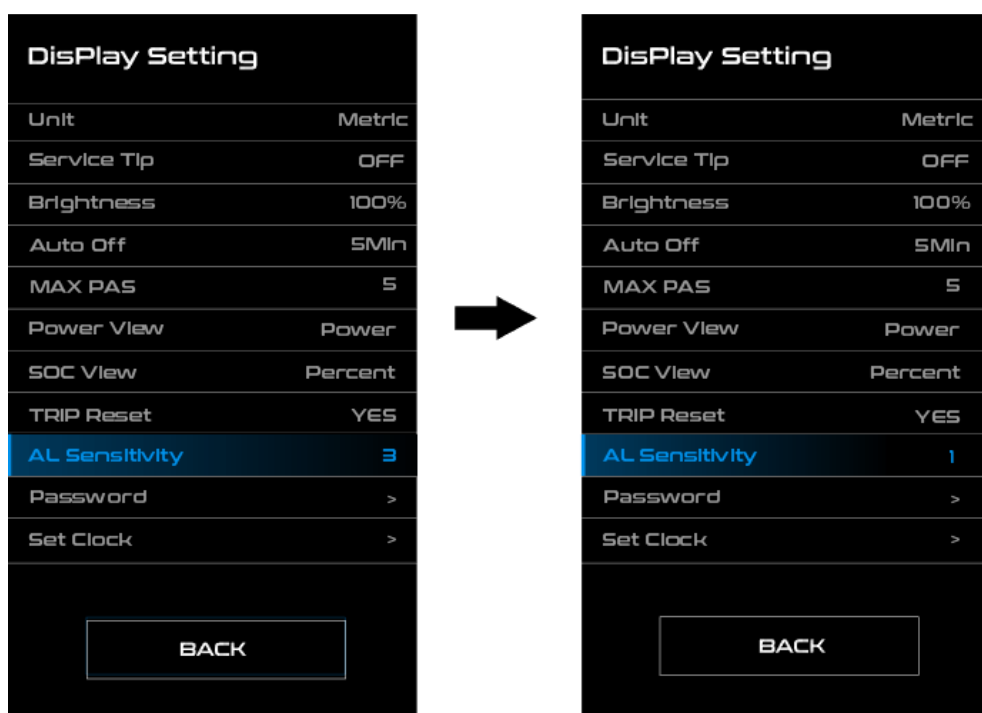 DisPlay Setting
Unit Metric
Service Tip OFF
Brightness 100%
Auto Off 5Min
MAX PAS 5
Power View Power
SOC View Percent
TRIP Reset YES
AL Sensitivity 3
Password >
Set Clock >
BACK
DisPlay Setting
Unit Metric
Service Tip OFF
Brightness 100%
Auto Off 5Min
MAX PAS 5
Power View Power
SOC View Percent
TRIP Reset YES
AL Sensitivity 1
Password >
Set Clock >
BACK